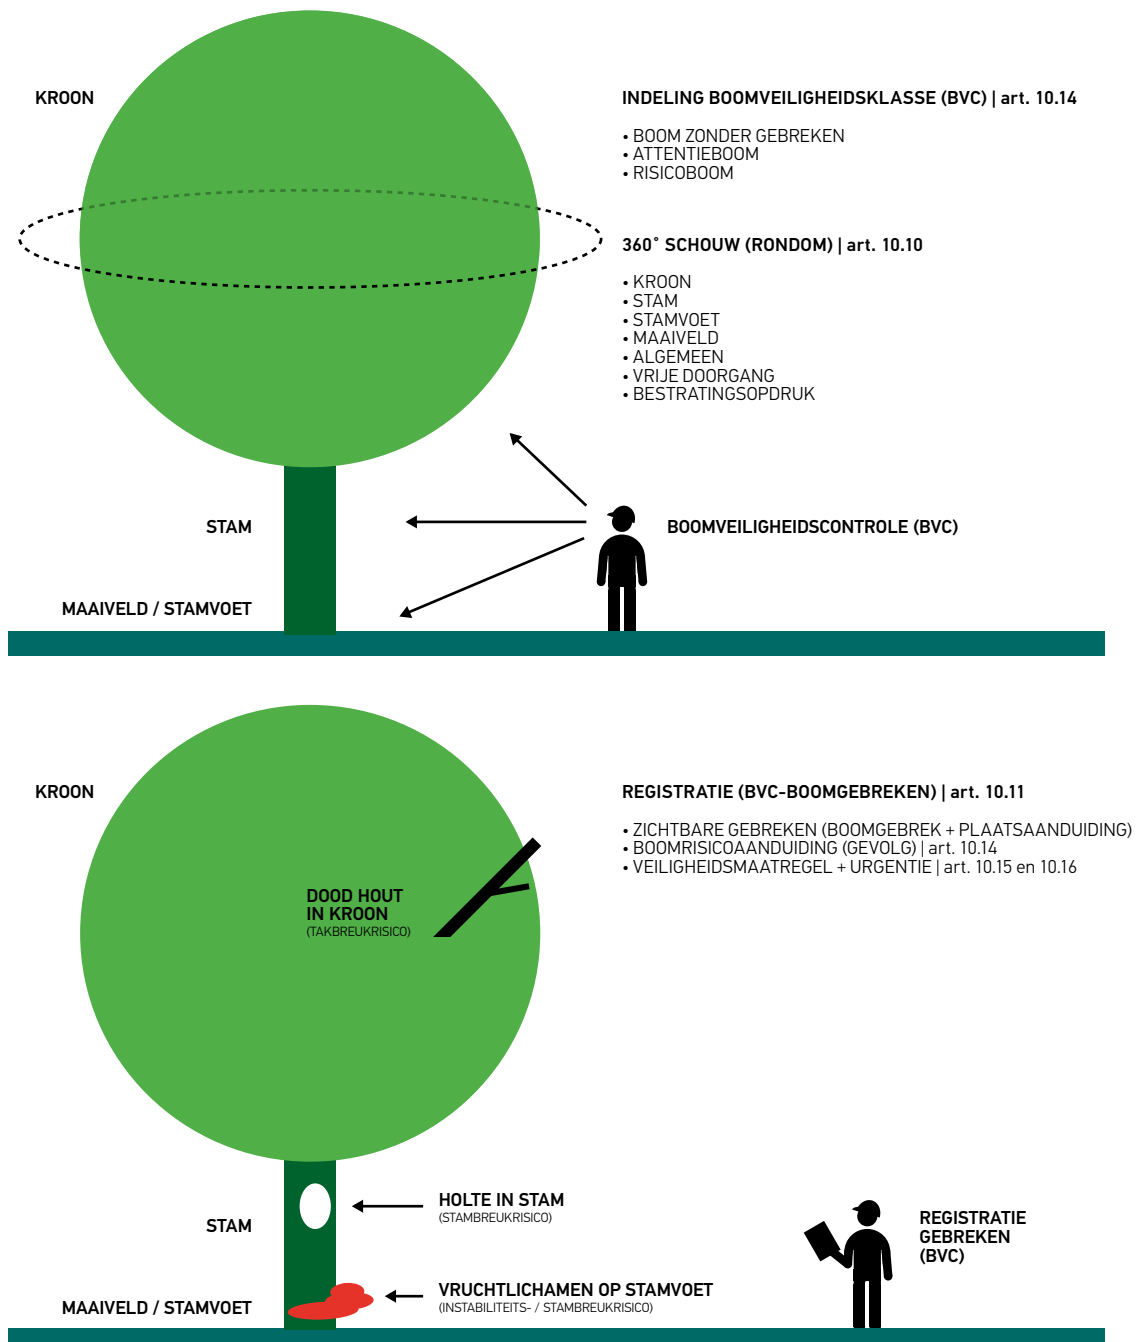 KROON
INDELING BOOMVEILIGHEIDSKLASSE (BVC) | art. 10.14
• BOOM ZONDER GEBREKEN
• ATTENTIEBOOM
• RISICOBOOM
360° SCHOUW (RONDOM) | art. 10.10
• KROON
• STAM
• STAMVOET
• MAAIVELD
• ALGEMEEN
• VRIJE DOORGANG
• BESTRATINGSOPDRUK
STAM
BOOMVEILIGHEIDSCONTROLE (BVC)
MAAIVELD / STAMVOET
KROON
REGISTRATIE (BVC-BOOMGEBREKEN) | art. 10.11
• ZICHTBARE GEBREKEN (BOOMGEBREK + PLAATSAANDUIDING)
• BOOMRISICOAANDUIDING (GEVOLG) | art. 10.14
• VEILIGHEIDSMAATREGEL + URGENTIE | art. 10.15 en 10.16
DOOD HOUT
IN KROON
(TAKBREUKRISICO)
HOLTE IN STAM
(STAMBREUKRISICO)
STAM
REGISTRATIE
GEBREKEN
(BVC)
VRUCHTLICHAMEN OP STAMVOET
(INSTABILITEITS- / STAMBREUKRISICO)
MAAIVELD / STAMVOET